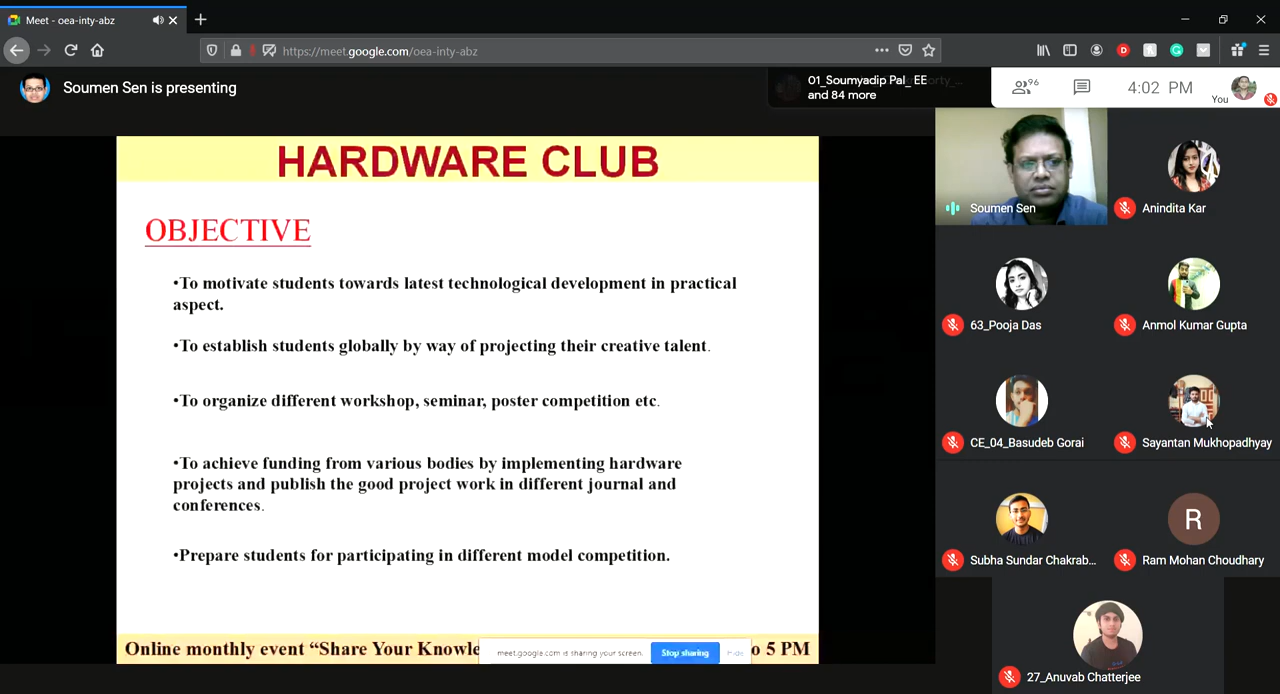 Meet - oea-inty-abz
https://meet.google.com/oea-inty-abz
Soumen Sen is presenting
01_Soumyadip Pal_EE
and 84 more
96
4:02 PM
You
HARDWARE CLUB
OBJECTIVE
•To motivate students towards latest technological development in practical
aspect.
•To establish students globally by way of projecting their creative talent.
•To organize different workshop, seminar, poster competition etc.
•To achieve funding from various bodies by implementing hardware
projects and publish the good project work in different journal and
conferences.
•Prepare students for participating in different model competition.
Online monthly event “Share Your Knowle
meet.google.com is sharing your screen.
Stop sharing
Hide
o 5 PM
Soumen Sen
Anindita Kar
63_Pooja Das
Anmol Kumar Gupta
CE_04_Basudeb Gorai
Sayantan Mukhopadhyay
Subha Sundar Chakrab...
R
Ram Mohan Choudhary
27_Anuvab Chatterjee